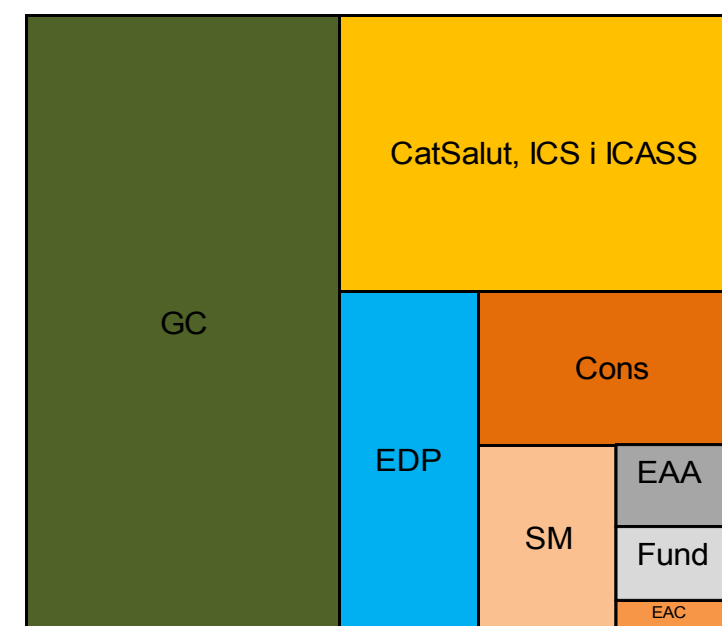 GC
CatSalut, ICS i ICASS
EDP
Cons
SM
EAA
Fund
EAC